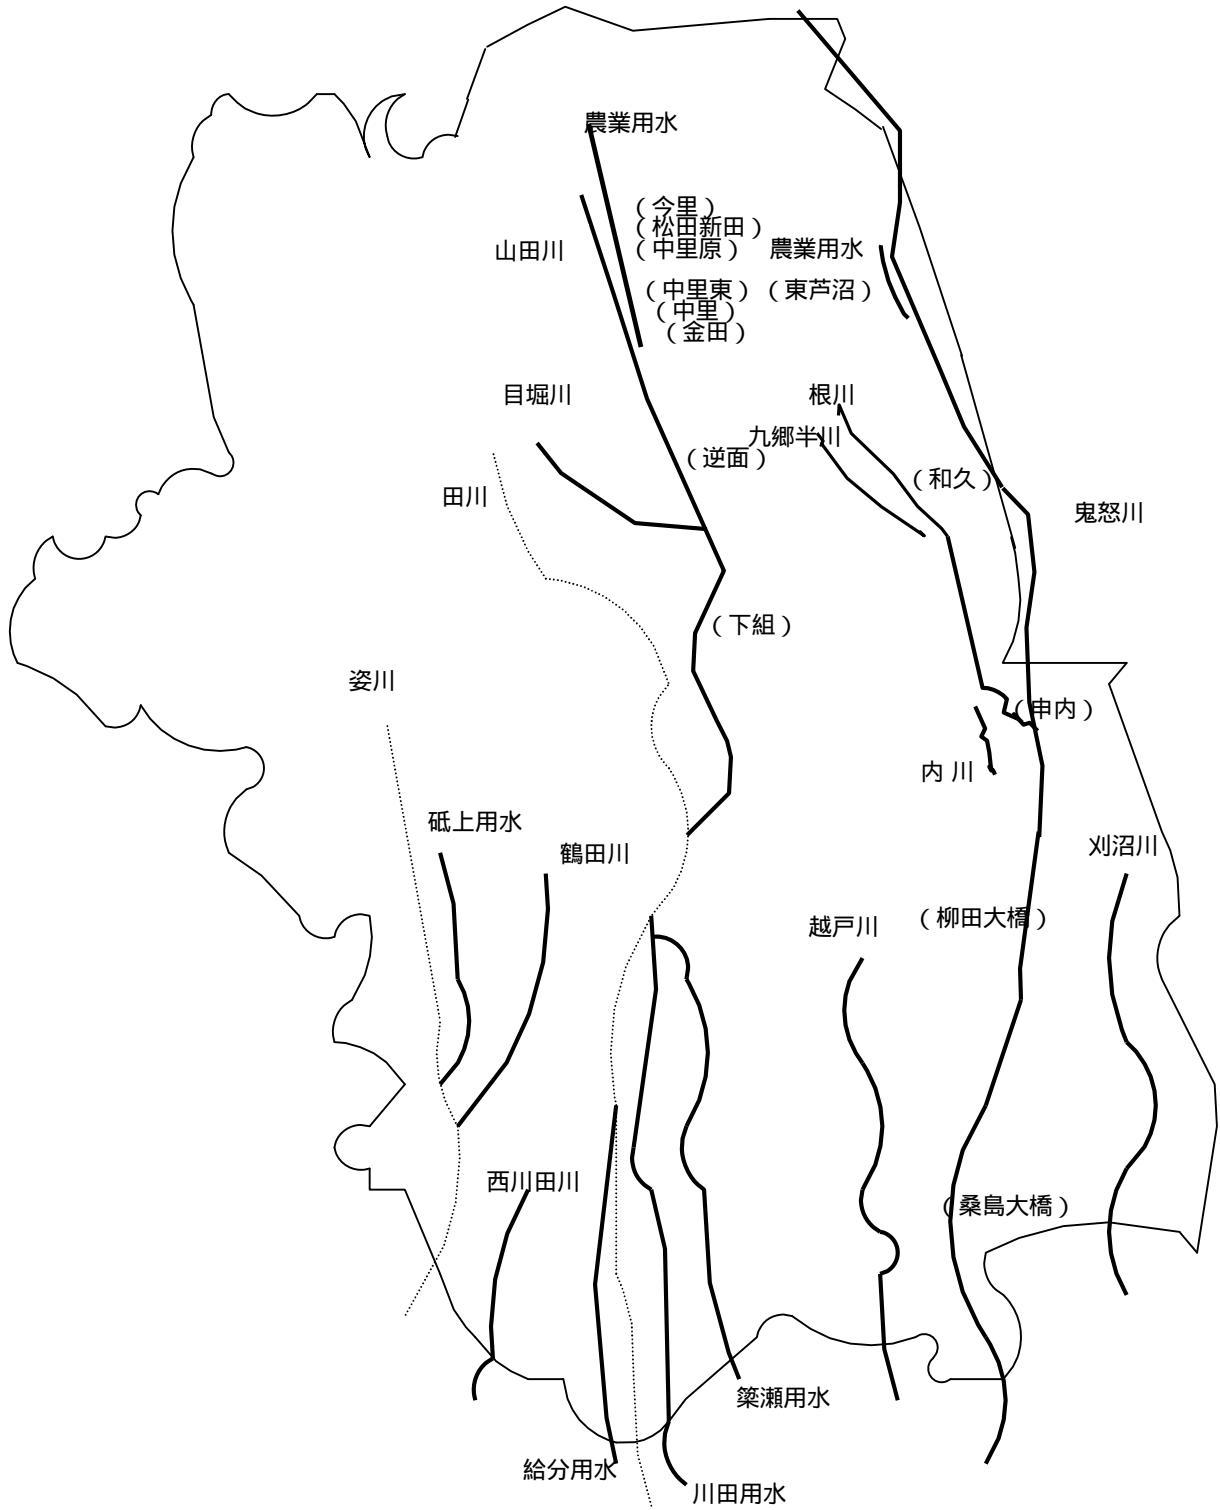 農業用水
（今里）
（松田新田）
山田川
（中里原）
農業用水
（中里東）
（東芦沼）
（中里）
（金田）
目堀川
根川
九郷半川
（逆面）
（和久）
田川
鬼怒川
（下組）
姿川
（申内）
内 川
砥上用水
鶴田川
刈沼川
越戸川
（柳田大橋）
西川田川
（桑島大橋）
簗瀬用水
給分用水
川田用水